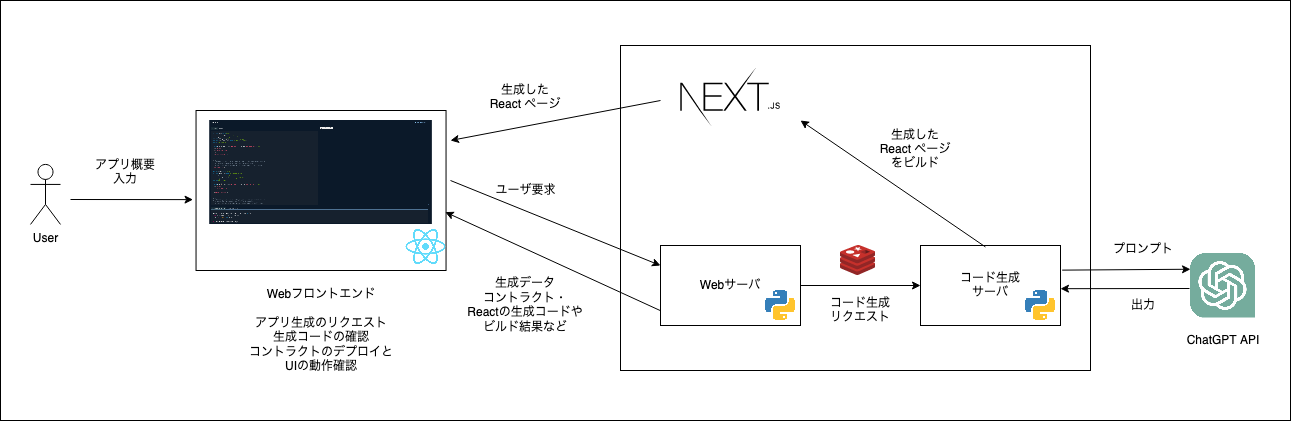 User
アプリ概要
入力
Webフロントエンド
アプリ生成のリクエスト
生成コードの確認
コントラクトのデプロイと
UIの動作確認
生成した
React ページ
ユーザ要求
生成データ
コントラクト・
Reactの生成コードや
ビルド結果など
NEXT.JS
生成した
React ページ
をビルド
Webサーバ
コード生成
リクエスト
コード生成
サーバ
プロンプト
出力
ChatGPT API